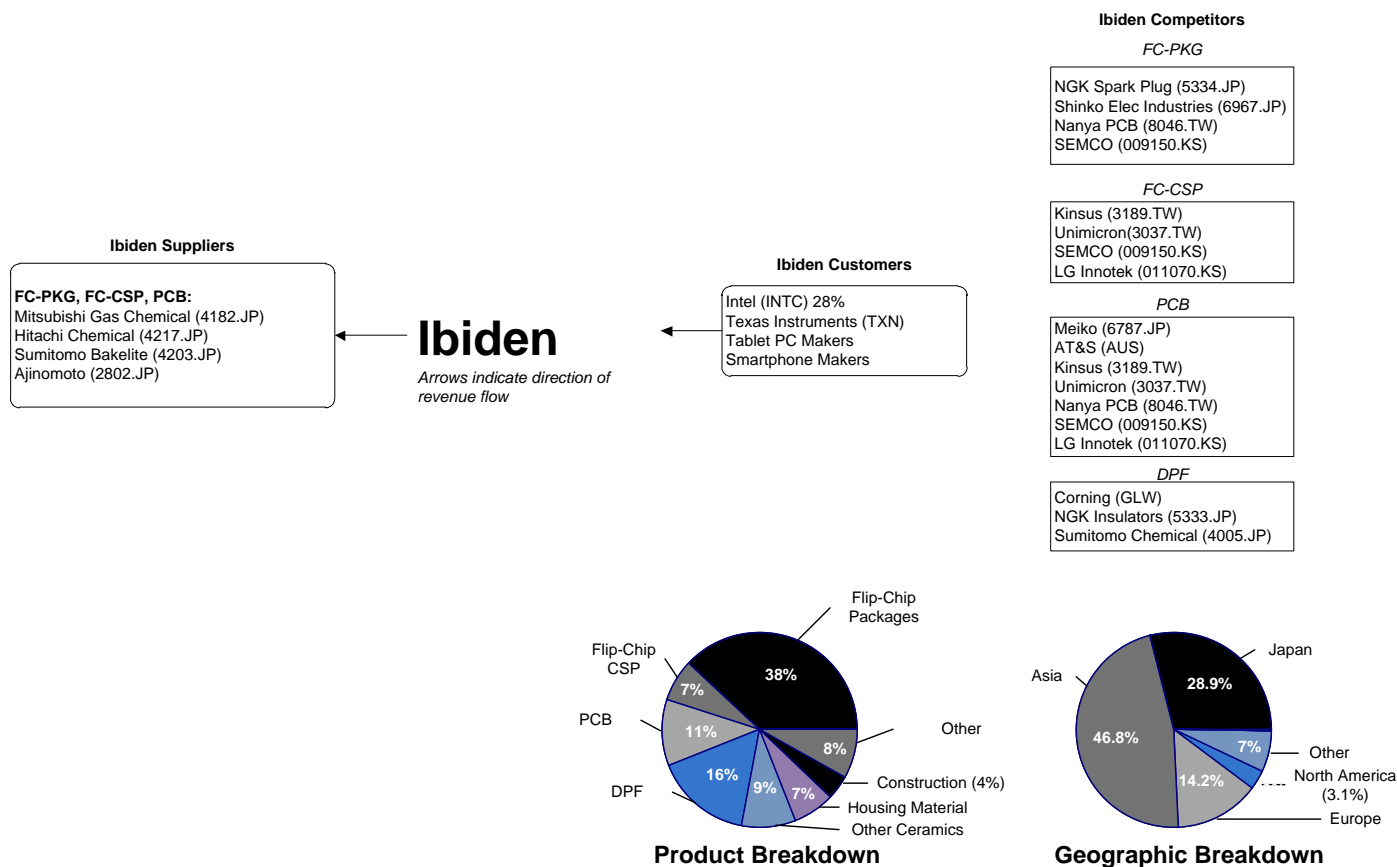 Ibiden Competitors
FC-PKG
NGK Spark Plug (5334.JP)
Shinko Elec Industries (6967.JP)
Nanya PCB (8046.TW)
SEMCO (009150.KS)
FC-CSP
Kinsus (3189.TW)
Unimicron(3037.TW)
SEMCO (009150.KS)
LG Innotek (011070.KS)
PCB
Meiko (6787.JP)
AT&S (AUS)
Kinsus (3189.TW)
Unimicron (3037.TW)
Nanya PCB (8046.TW)
SEMCO (009150.KS)
LG Innotek (011070.KS)
DPF
Corning (GLW)
NGK Insulators (5333.JP)
Sumitomo Chemical (4005.JP)
Ibiden Suppliers
FC-PKG, FC-CSP, PCB:
Mitsubishi Gas Chemical (4182.JP)
Hitachi Chemical (4217.JP)
Sumitomo Bakelite (4203.JP)
Ajinomoto (2802.JP)
Ibiden
Arrows indicate direction of
revenue flow
Ibiden Customers
Intel (INTC) 28%
Texas Instruments (TXN)
Tablet PC Makers
Smartphone Makers
Flip-Chip
Packages
38%
Flip-Chip
CSP
7%
PCB
11%
DPF
16%
9%
Other Ceramics
7%
Housing Material
Construction (4%)
8%
Other
Product Breakdown
Japan
28.9%
Asia
46.8%
14.2%
Europe
North America
(3.1%)
7%
Other
Geographic Breakdown